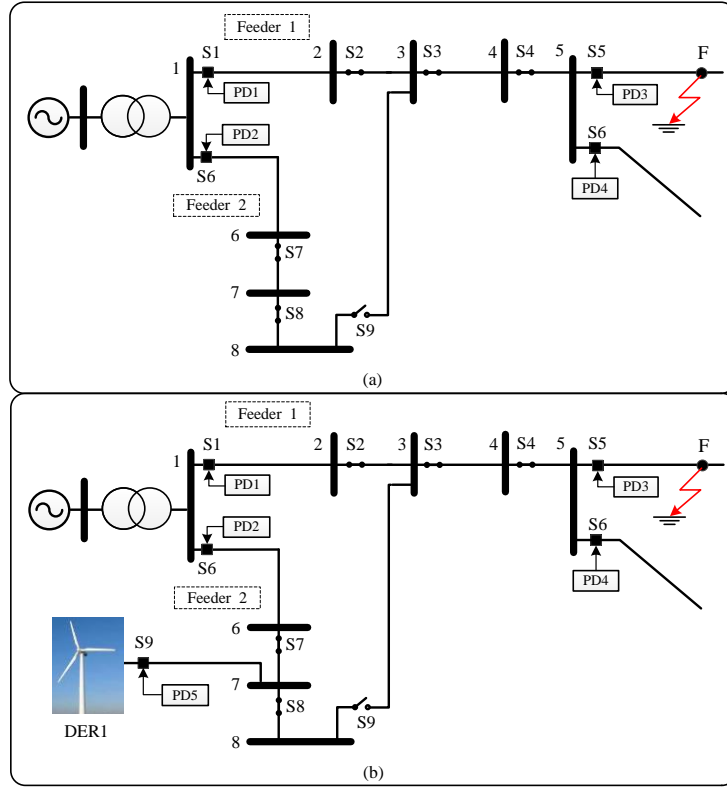 Feeder 1
S1 2 S2 3 S3 4 S4 5 S5 F
1
PD1 PD3
PD2 S6
S6 PD4
Feeder 2
6 S7
7 S8
S9
8
(a)
Feeder 1
S1 2 S2 3 S3 4 S4 5 S5 F
1
PD1 PD3
PD2 S6
S6 PD4
Feeder 2
6
S9 S7
7
PD5 S8
DER1 S9
8
(b)